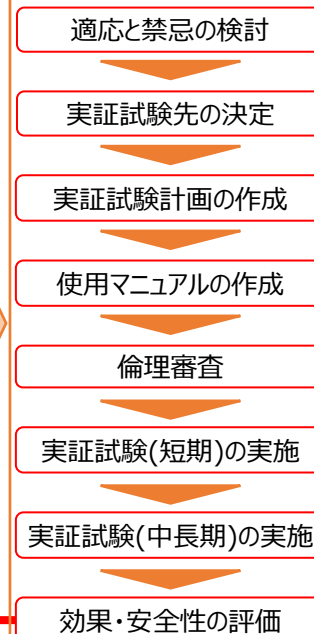 適応と禁忌の検討
実証試験先の決定
実証試験計画の作成
使用マニュアルの作成
倫理審査
実証試験(短期)の実施
実証試験(中長期)の実施
効果・安全性の評価